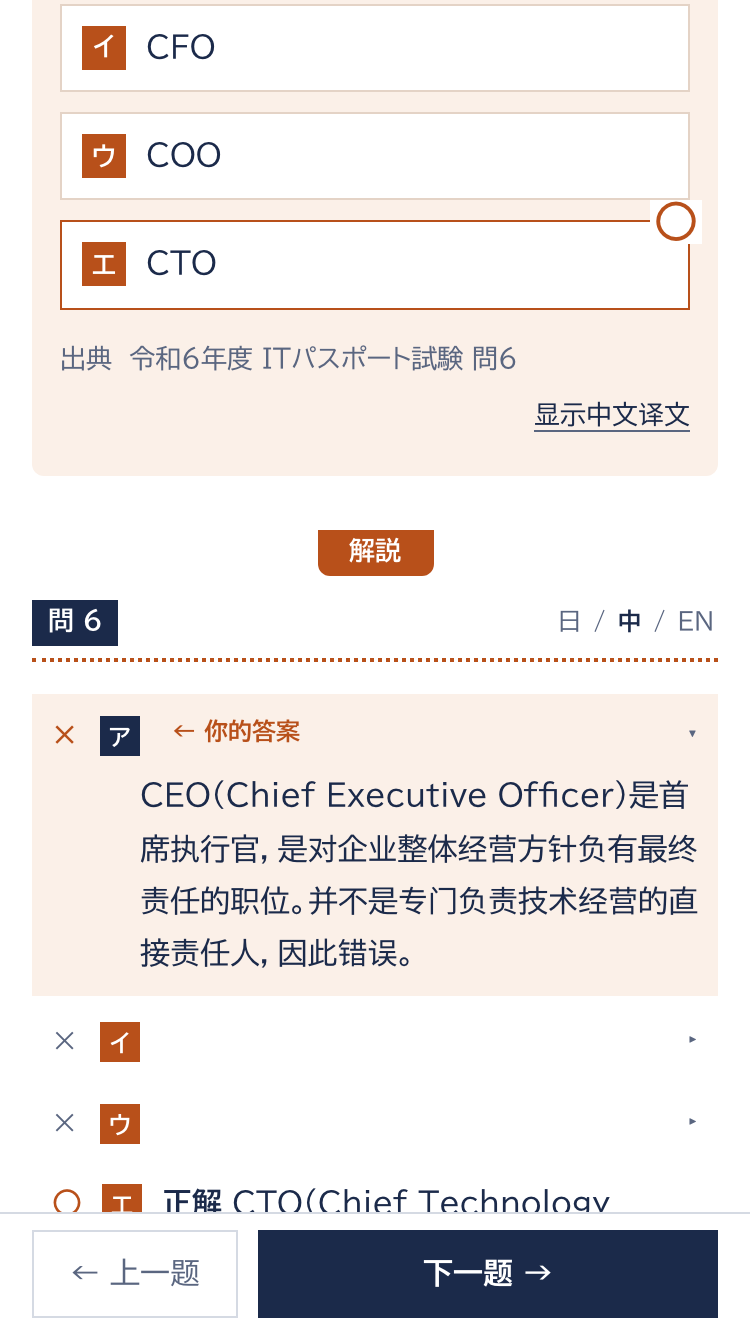 イ CFO
ウ COO
エ CTO
出典 令和6年度 ITパスポート試験 問6
显示中文译文
解説
問 6
日 / 中 / EN
× ア ← 你的答案 ▾
CEO(Chief Executive Officer)是首
席执行官, 是对企业整体经营方针负有最终
责任的职位。并不是专门负责技术经营的直
接责任人, 因此错误。
× イ ▸
× ウ ▸
○ エ 正解 CTO(Chief Technology
← 上一题
下一题 →